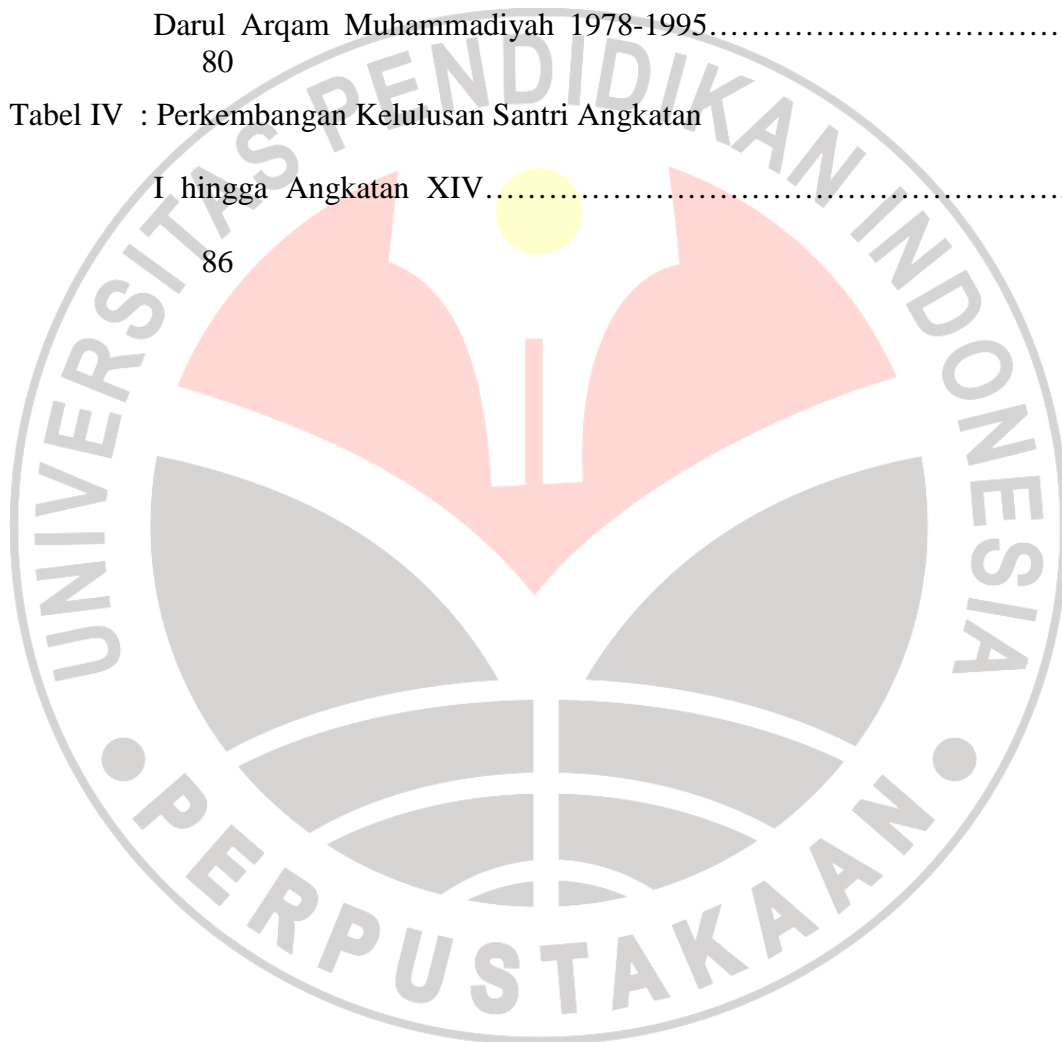 Darul Arqam Muhammadiyah 1978-1995……………………………
80
Tabel IV : Perkembangan Kelulusan Santri Angkatan
I hingga Angkatan XIV………………………………………………
86
UNIVERSITAS PENDIDIKAN INDONESIA
PERPUSTAKAAN